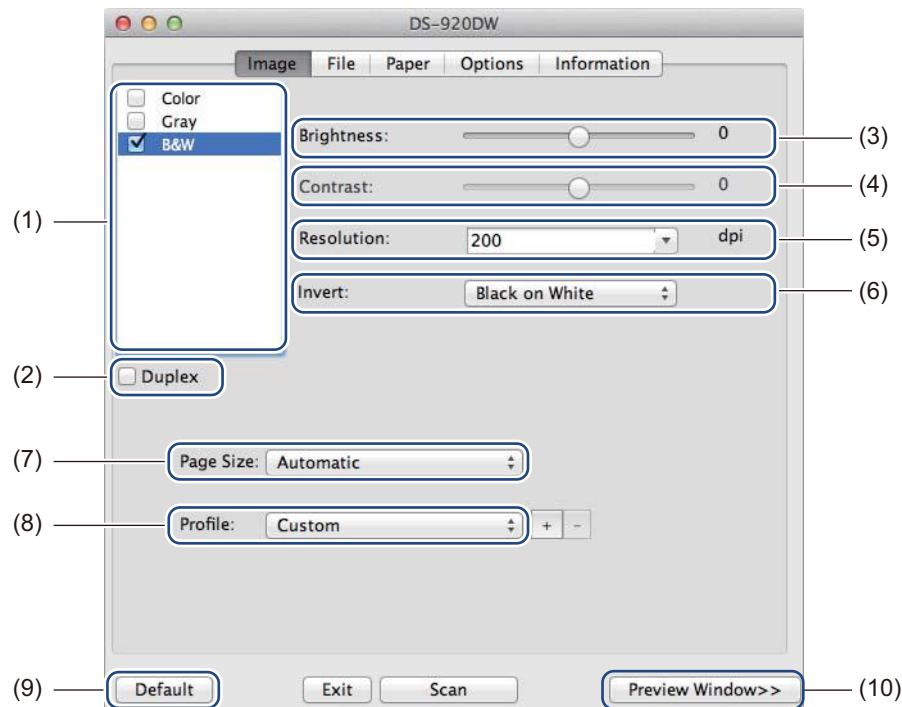 DS-920DW
Image File Paper Options Information
Color
Gray
B&W
Brightness: 0 (3)
Contrast: 0 (4)
(1)
Resolution: 200 dpi (5)
Invert: Black on White (6)
(2) Duplex
(7) Page Size: Automatic
(8) Profile: Custom + -
(9) Default Exit Scan Preview Window>> (10)